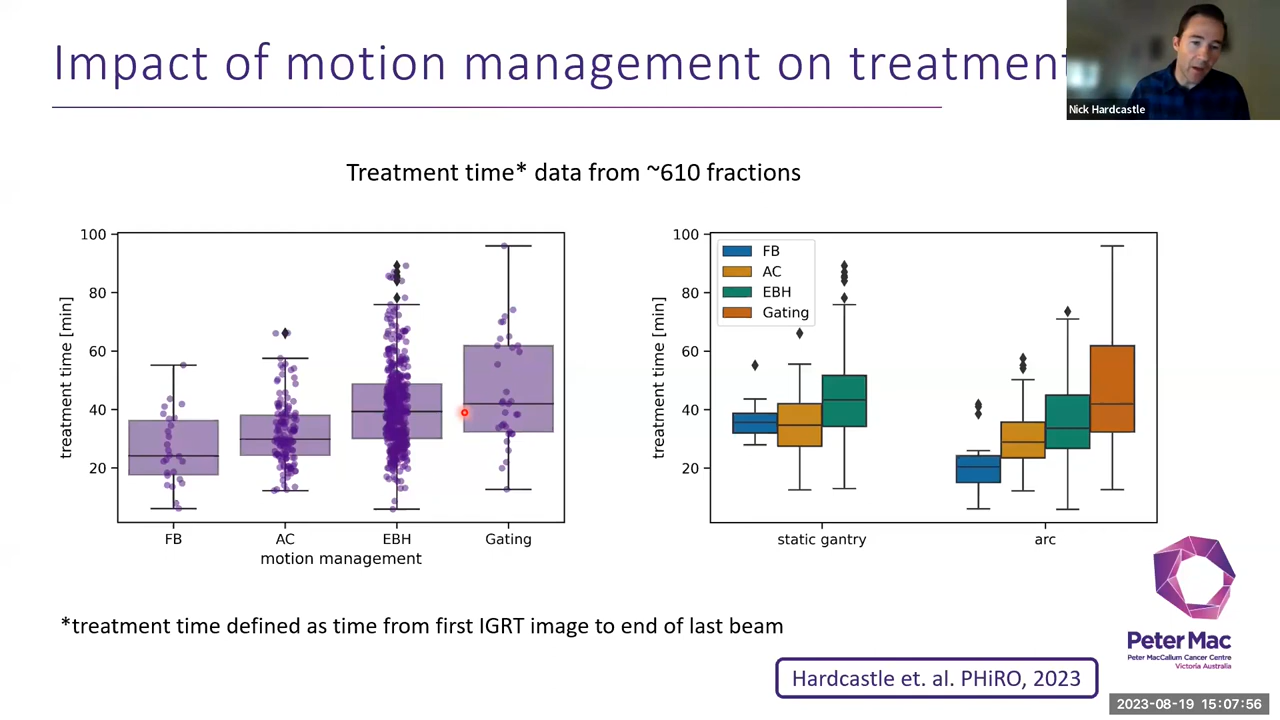 Impact of motion management on treatment
Nick Hardcastle
Treatment time* data from ~610 fractions
100
80
60
40
20
treatment time [min]
FB
AC
EBH
Gating
motion management
100
80
60
40
20
treatment time [min]
FB
AC
EBH
Gating
static gantry
arc
*treatment time defined as time from first IGRT image to end of last beam
Peter Mac
Peter MacCallum Cancer Centre
Victoria Australia
Hardcastle et. al. PHiRO, 2023
2023-08-19 15:07:56